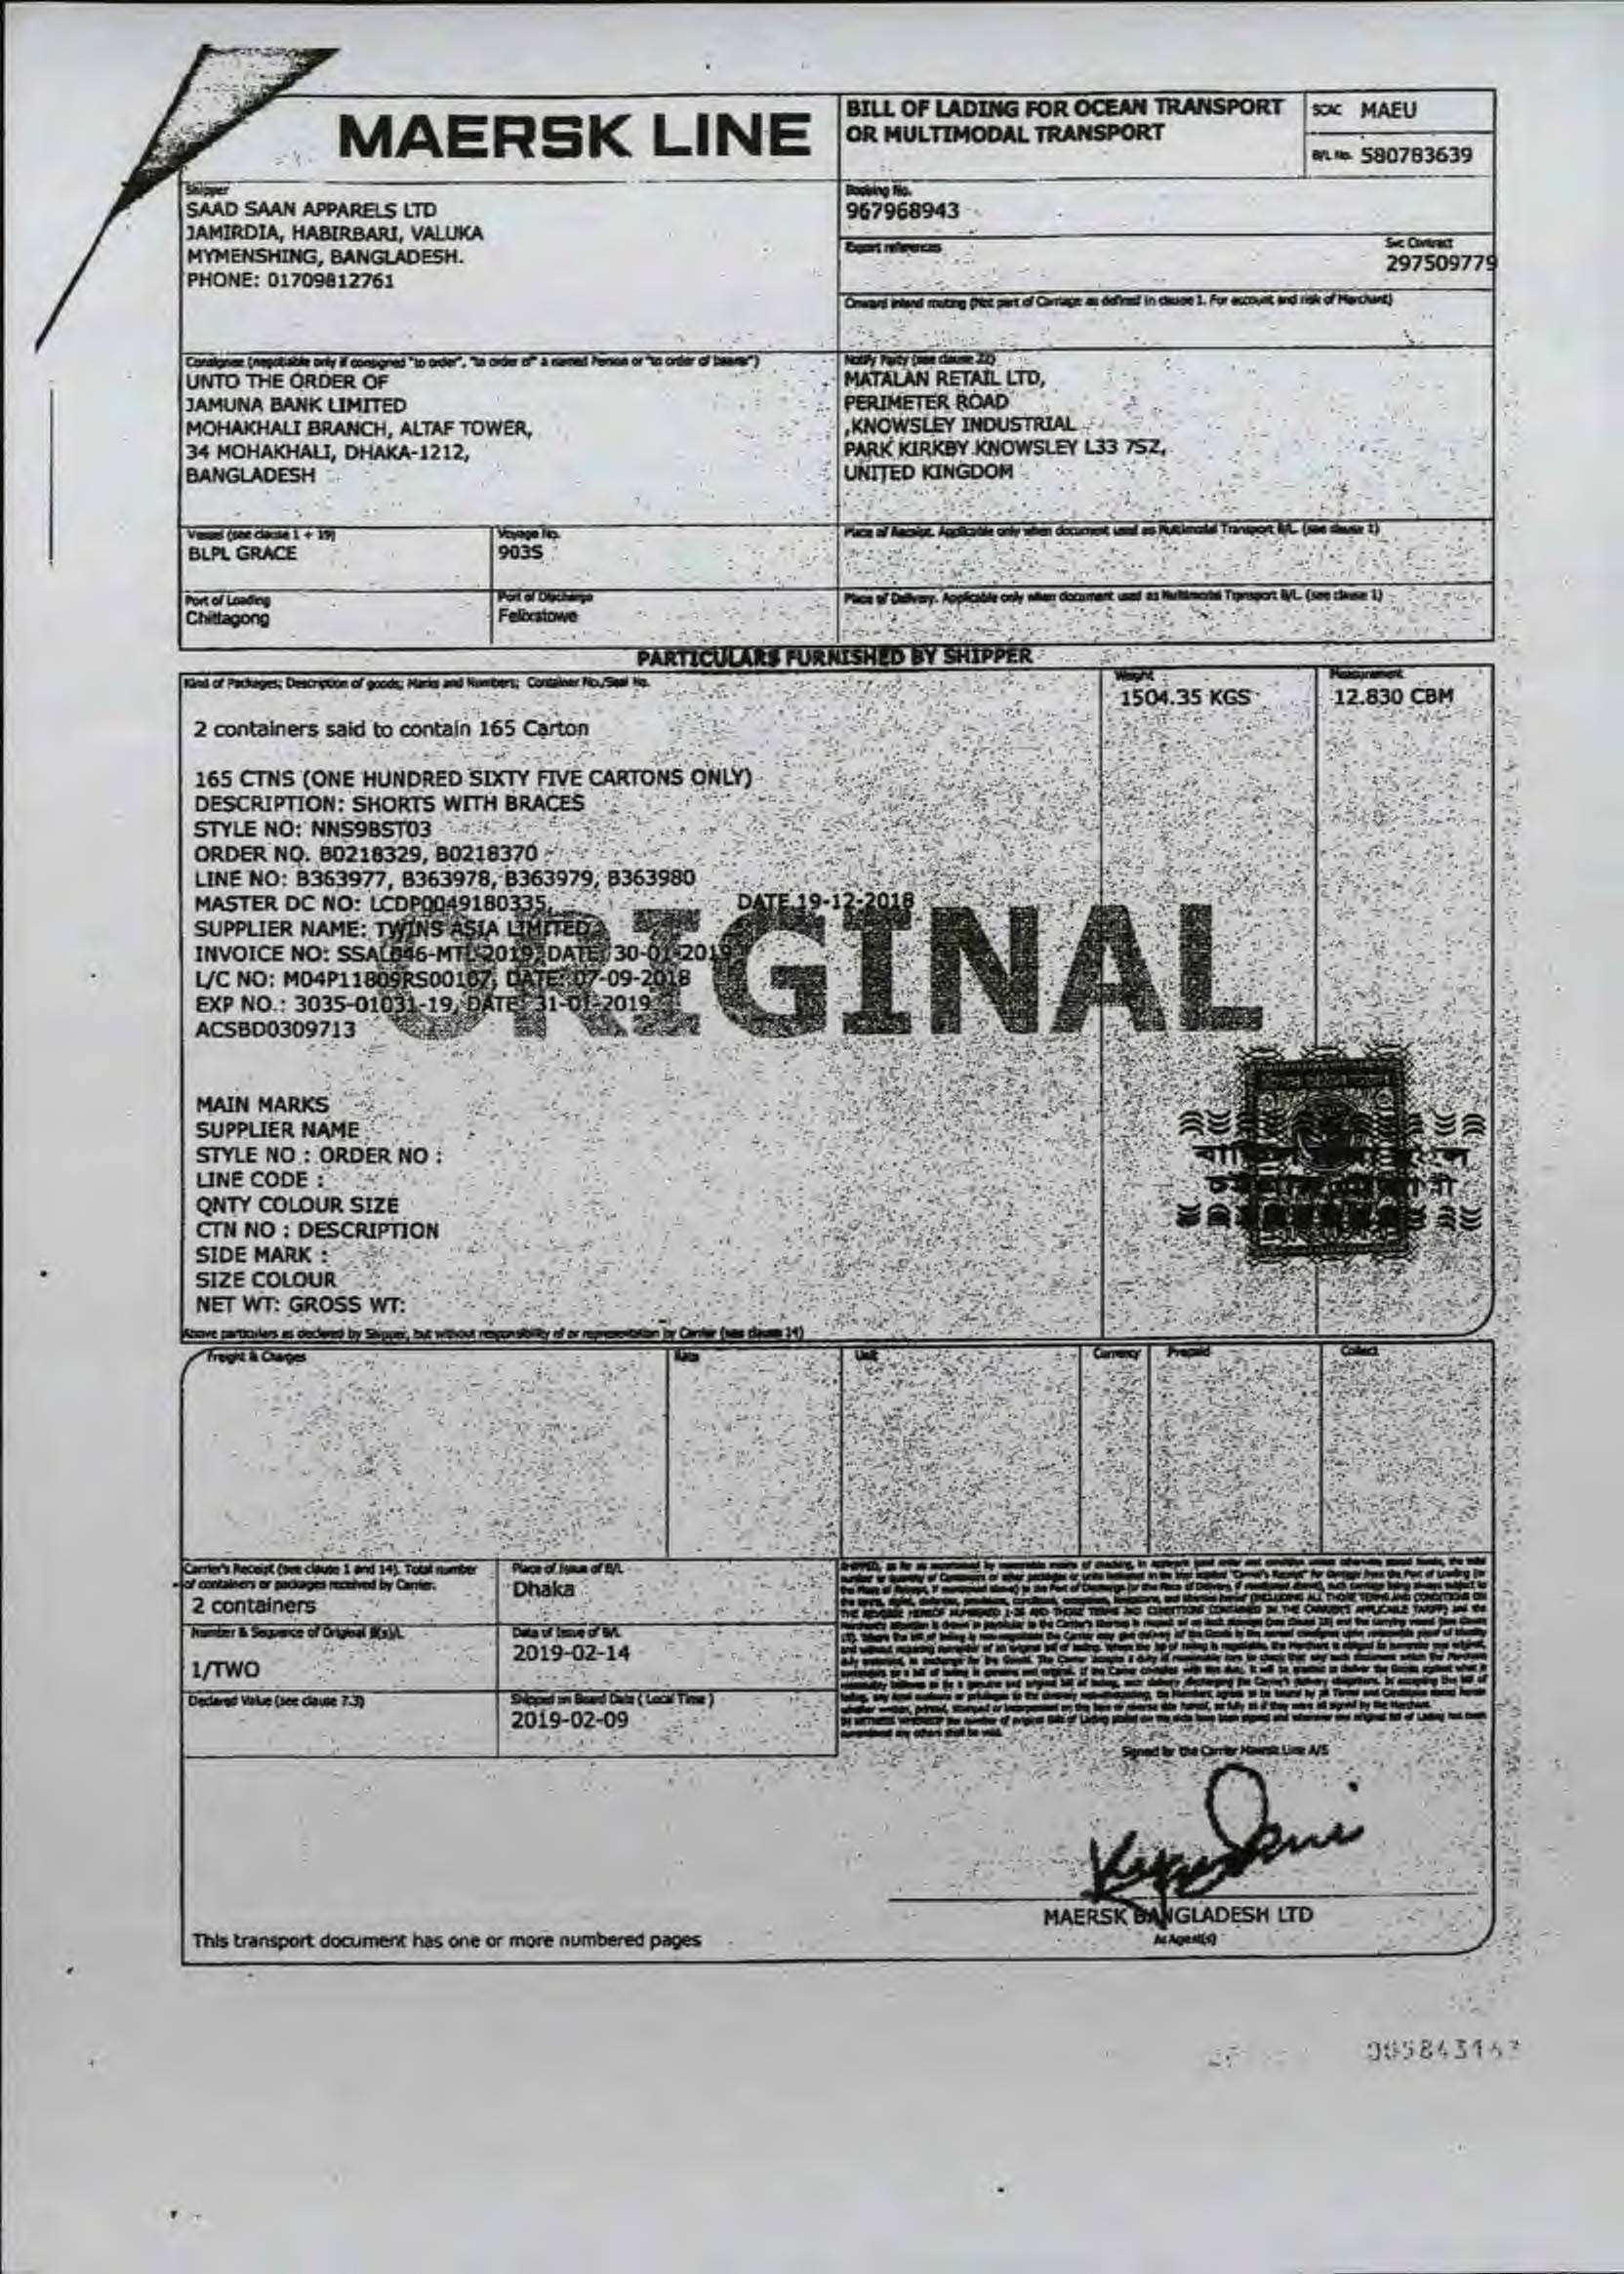 MAERSK LINE
BILL OF LADING FOR OCEAN TRANSPORT
OR MULTIMODAL TRANSPORT
SCAC MAEU
B/L No. 580783639
Shipper
SAAD SAAN APPARELS LTD
JAMIRDIA, HABIRBARI, VALUKA
MYMENSHING, BANGLADESH.
PHONE: 01709812761
Booking No.
967968943
Export references
Svc Contract
297509779
Onward inland routing (Not part of Carriage as defined in clause 1. For account and risk of Merchant)
Consignee (negotiable only if consigned "to order", "to order of" a named Person or "to order of bearer")
UNTO THE ORDER OF
JAMUNA BANK LIMITED
MOHAKHALI BRANCH, ALTAF TOWER,
34 MOHAKHALI, DHAKA-1212,
BANGLADESH
Notify Party (see clause 22)
MATALAN RETAIL LTD,
PERIMETER ROAD
,KNOWSLEY INDUSTRIAL
PARK KIRKBY KNOWSLEY L33 7SZ,
UNITED KINGDOM
Vessel (see clause 1 + 19)
BLPL GRACE
Voyage No.
903S
Place of Receipt. Applicable only when document used as Multimodal Transport B/L. (see clause 1)
Port of Loading
Chittagong
Port of Discharge
Felixstowe
Place of Delivery. Applicable only when document used as Multimodal Transport B/L. (see clause 1)
PARTICULARS FURNISHED BY SHIPPER
Kind of Packages; Description of goods; Marks and Numbers; Container No./Seal No.
Weight
1504.35 KGS
Measurement
12.830 CBM
2 containers said to contain 165 Carton
165 CTNS (ONE HUNDRED SIXTY FIVE CARTONS ONLY)
DESCRIPTION: SHORTS WITH BRACES
STYLE NO: NNS9BST03
ORDER NO. B0218329, B0218370
LINE NO: B363977, B363978, B363979, B363980
MASTER DC NO: LCDP0049180335, DATE 19-12-2018
SUPPLIER NAME: TWINS ASIA LIMITED
INVOICE NO: SSAL046-MTL-2019, DATE: 30-01-2019
L/C NO: M04P11809RS00107, DATE: 07-09-2018
EXP NO.: 3035-01031-19, DATE: 31-01-2019
ACSBD0309713
ORIGINAL
MAIN MARKS
SUPPLIER NAME
STYLE NO : ORDER NO :
LINE CODE :
QNTY COLOUR SIZE
CTN NO : DESCRIPTION
SIDE MARK :
SIZE COLOUR
NET WT: GROSS WT:
Above particulars as declared by Shipper, but without responsibility of or representation by Carrier (see clause 14)
Freight & Charges
Rate
Unit
Currency
Prepaid
Collect
Carrier's Receipt (see clause 1 and 14). Total number
of containers or packages received by Carrier.
2 containers
Place of Issue of B/L
Dhaka
Number & Sequence of Original B(s)/L
1/TWO
Date of Issue of B/L
2019-02-14
Declared Value (see clause 7.3)
Shipped on Board Date ( Local Time )
2019-02-09
Signed for the Carrier Maersk Line A/S
MAERSK BANGLADESH LTD
As Agent(s)
This transport document has one or more numbered pages